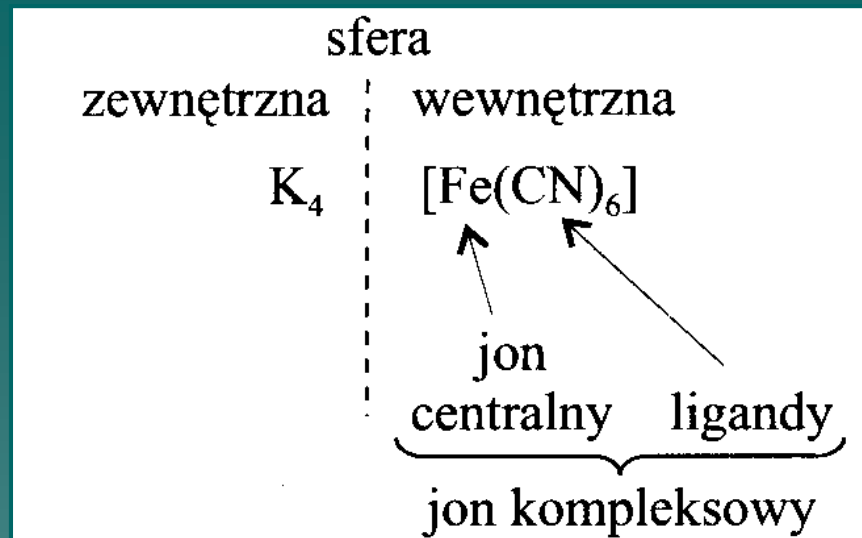 sfera
zewnętrzna wewnętrzna
K₄ [Fe(CN)₆]
jon
centralny ligandy
jon kompleksowy